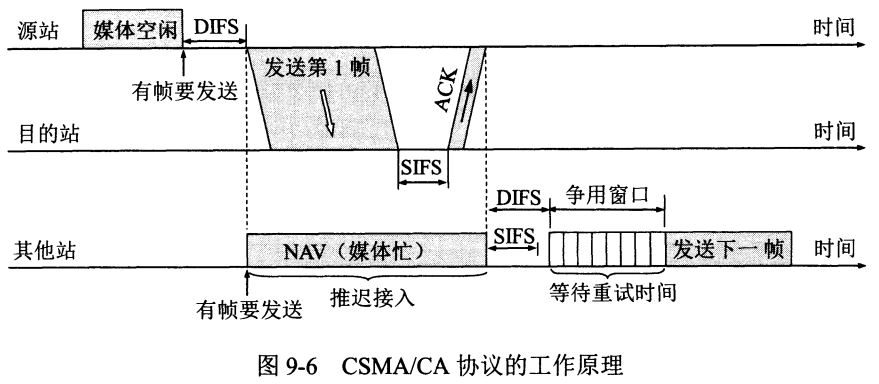 源站 媒体空闲 DIFS 时间
有帧要发送 发送第 1 帧 ACK
目的站 时间
SIFS
DIFS 争用窗口
其他站 NAV（媒体忙） SIFS 发送下一 帧 时间
有帧要发送 推迟接入 等待重试时间
图 9-6 CSMA/CA 协议的工作原理